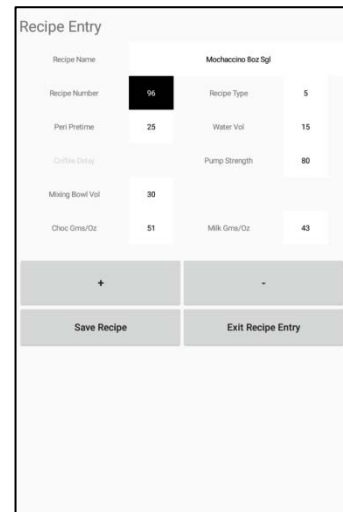 Recipe Entry
Recipe Name Mochaccino 8oz Sgl
Recipe Number 96 Recipe Type 5
Peri Pretime 25 Water Vol 15
Coffee Delay Pump Strength 80
Mixing Bowl Vol 30
Choc Gms/Oz 51 Milk Gms/Oz 43
+ -
Save Recipe Exit Recipe Entry